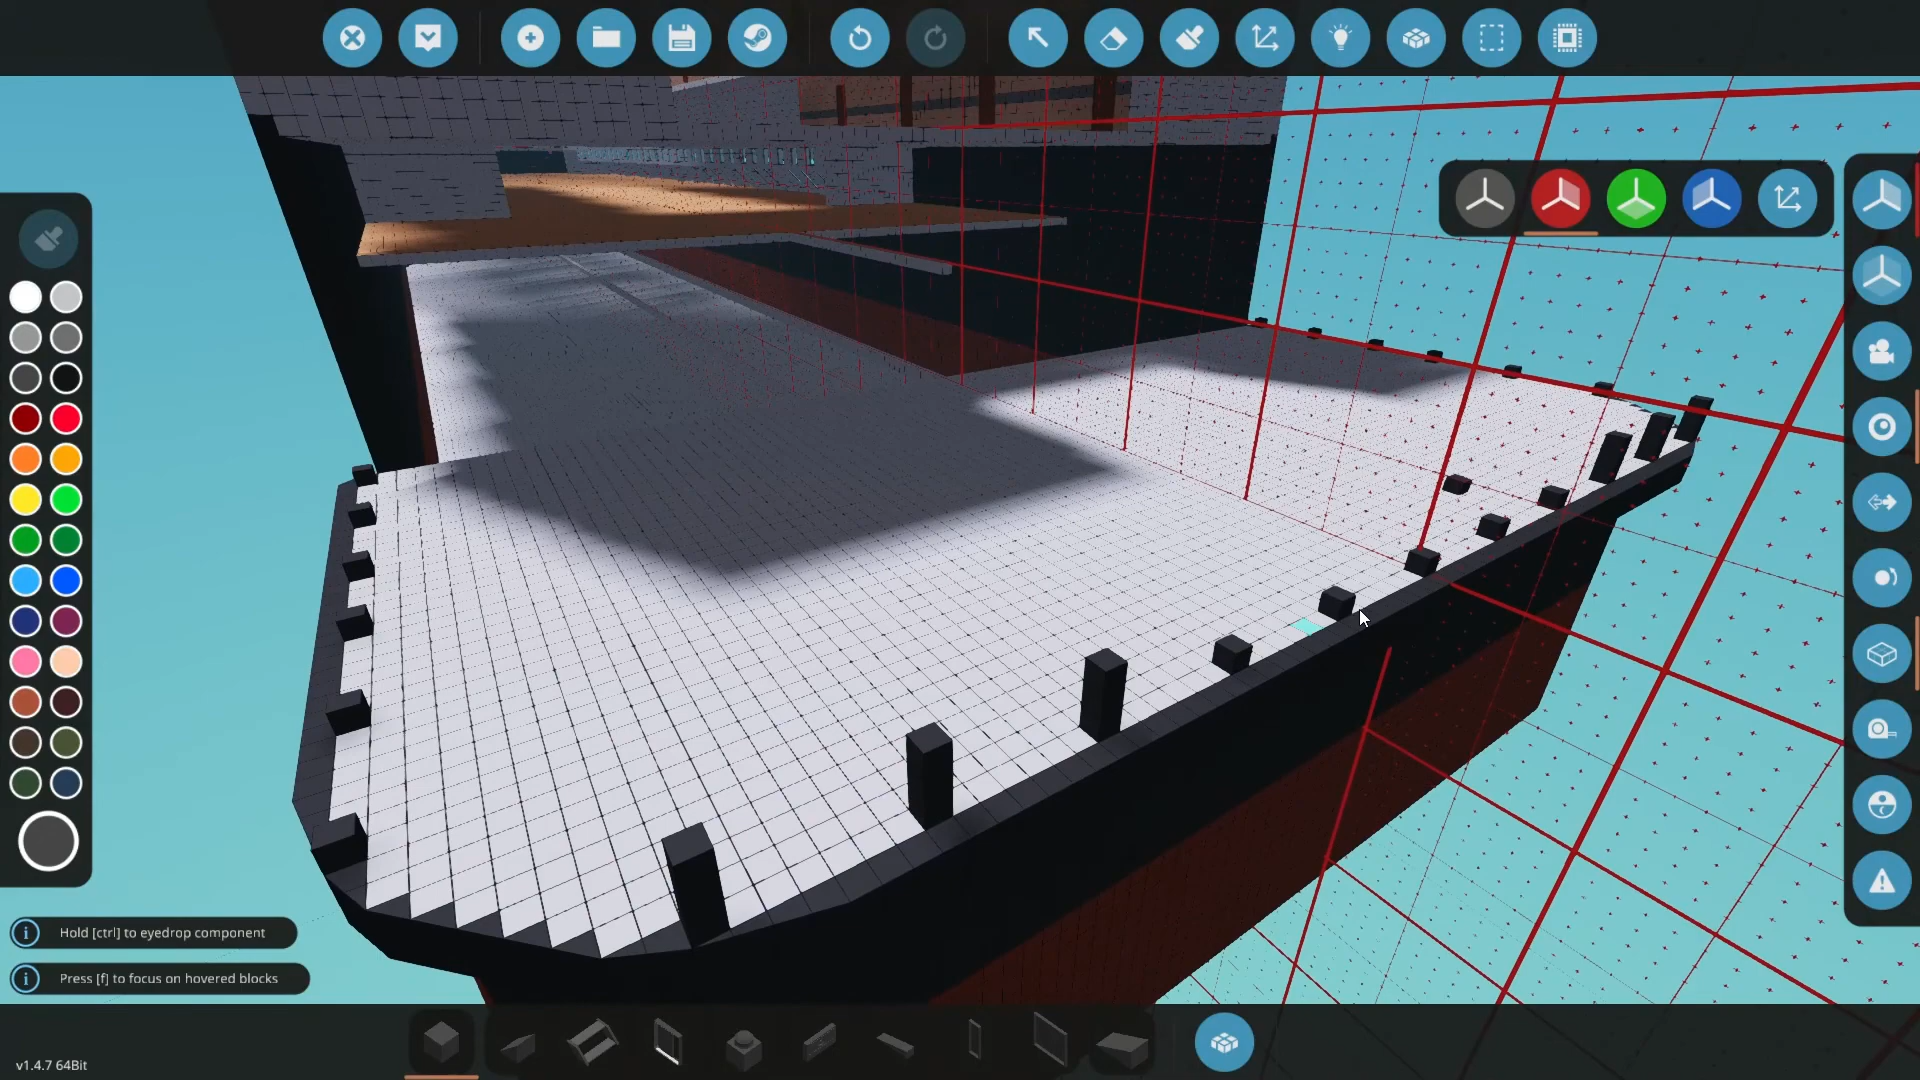 Hold [ctrl] to eyedrop component
Press [f] to focus on hovered blocks
v1.4.7 64Bit